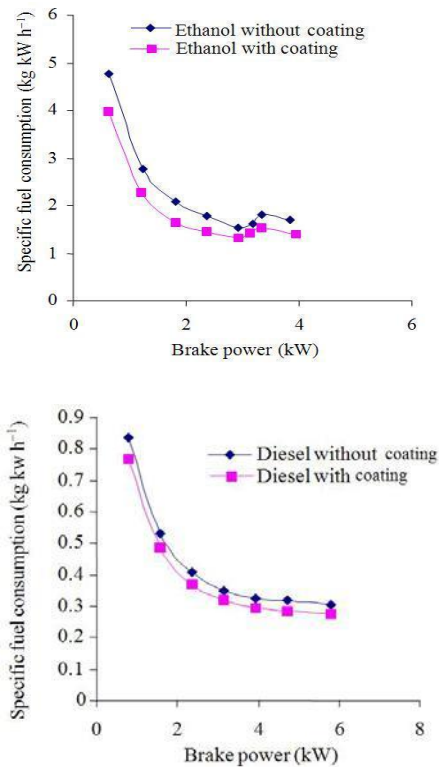 6
5
4
3
2
1
0
Specific fuel consumption (kg kW h⁻¹)
Ethanol without coating
Ethanol with coating
0 2 4 6
Brake power (kW)
0.9
0.8
0.7
0.6
0.5
0.4
0.3
0.2
0.1
0
Specific fuel consumption (kg kw h⁻¹)
Diesel without coating
Diesel with coating
0 2 4 6 8
Brake power (kW)